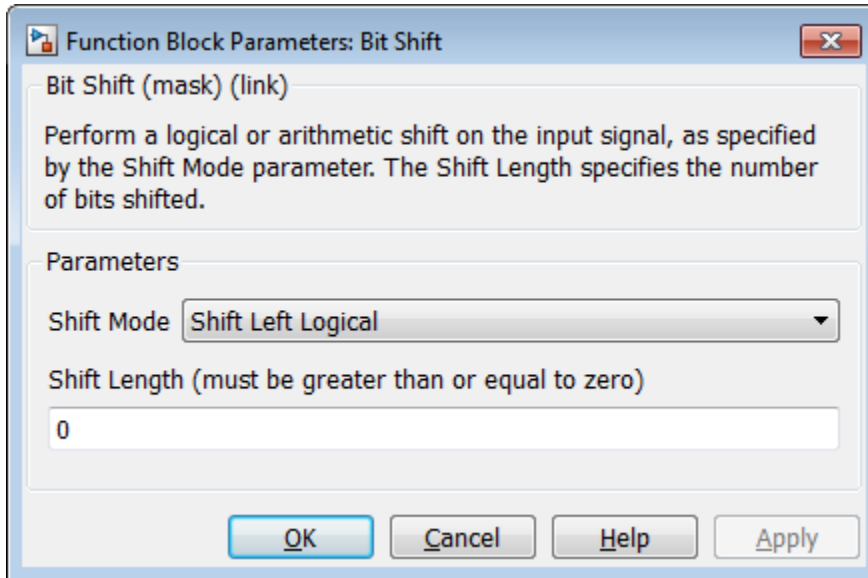 Function Block Parameters: Bit Shift
Bit Shift (mask) (link)
Perform a logical or arithmetic shift on the input signal, as specified
by the Shift Mode parameter. The Shift Length specifies the number
of bits shifted.
Parameters
Shift Mode Shift Left Logical
Shift Length (must be greater than or equal to zero)
0
OK Cancel Help Apply